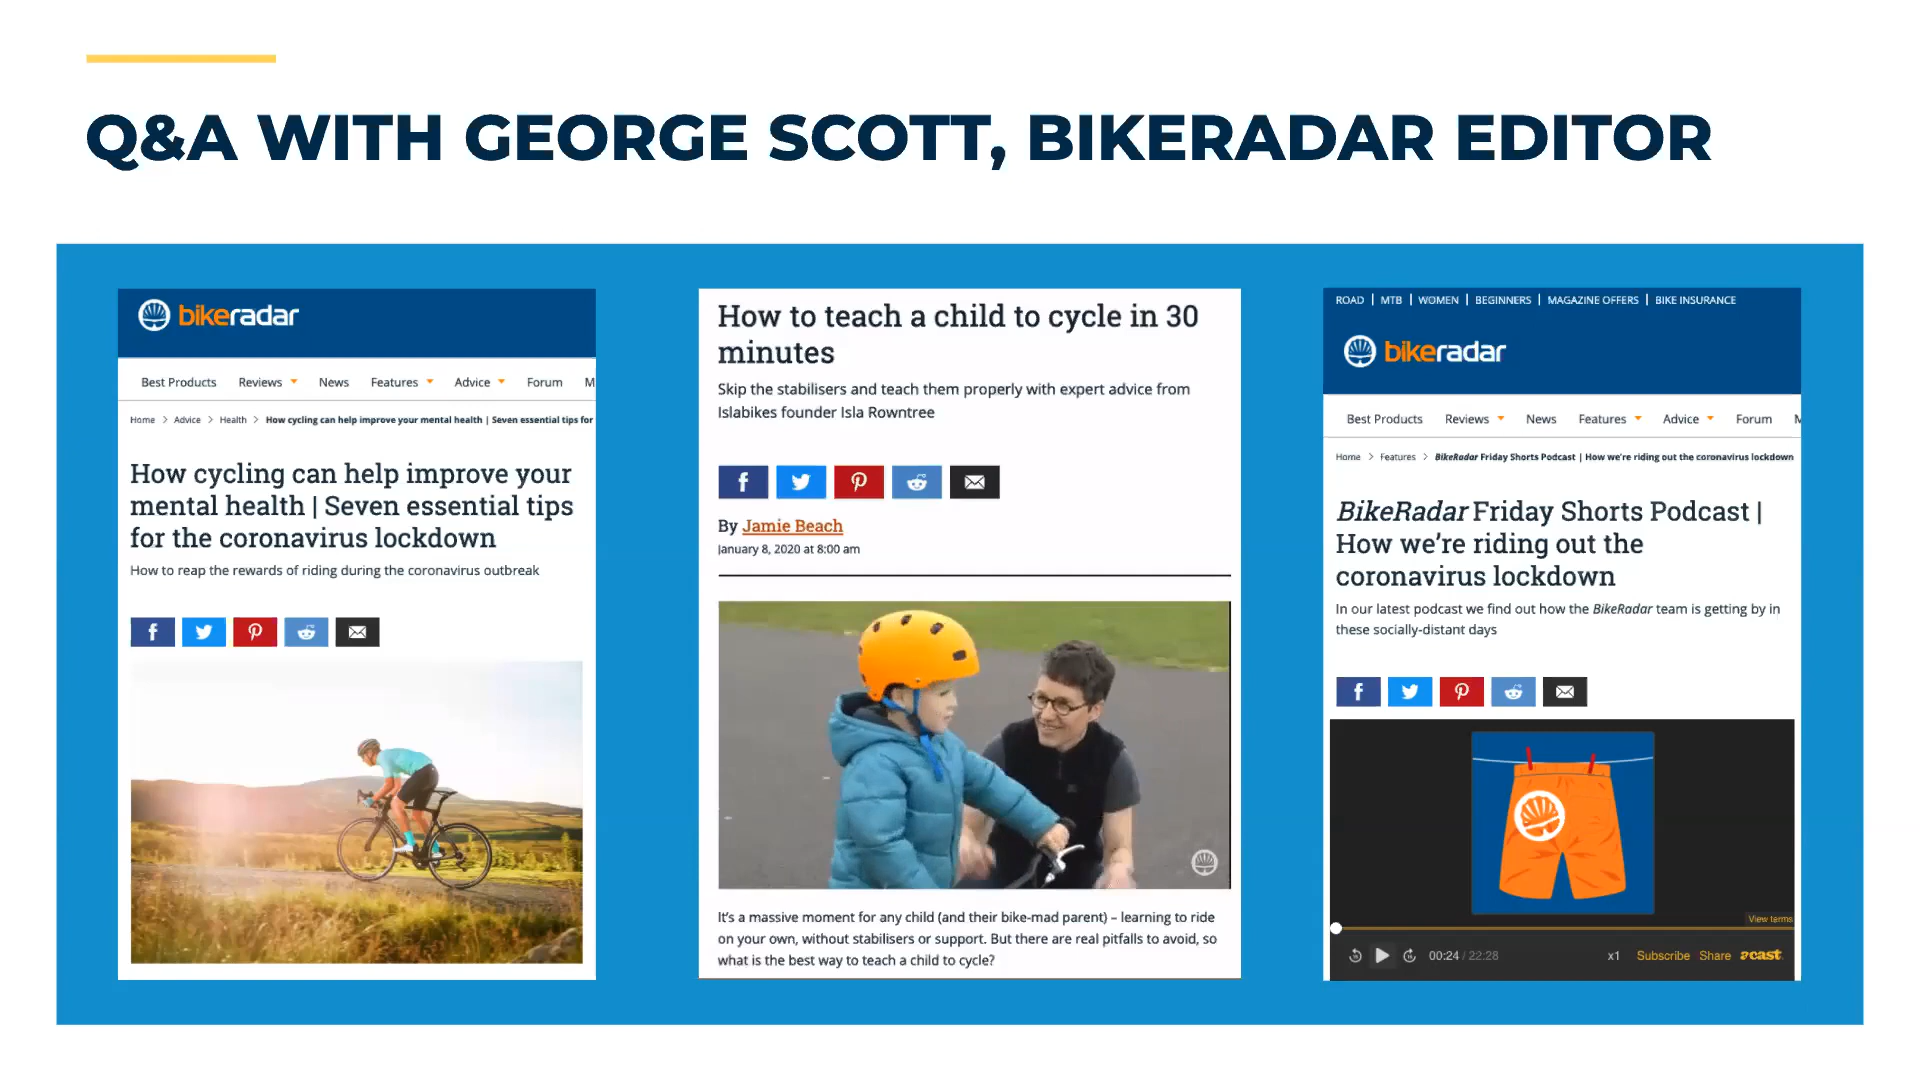 Q&A WITH GEORGE SCOTT, BIKERADAR EDITOR
bikeradar
Best Products Reviews News Features Advice Forum M
Home > Advice > Health > How cycling can help improve your mental health | Seven essential tips for
How cycling can help improve your
mental health | Seven essential tips
for the coronavirus lockdown
How to reap the rewards of riding during the coronavirus outbreak
How to teach a child to cycle in 30
minutes
Skip the stabilisers and teach them properly with expert advice from
Islabikes founder Isla Rowntree
By Jamie Beach
January 8, 2020 at 8:00 am
It's a massive moment for any child (and their bike-mad parent) – learning to ride
on your own, without stabilisers or support. But there are real pitfalls to avoid, so
what is the best way to teach a child to cycle?
ROAD | MTB | WOMEN | BEGINNERS | MAGAZINE OFFERS | BIKE INSURANCE
bikeradar
Best Products Reviews News Features Advice Forum M
Home > Features > BikeRadar Friday Shorts Podcast | How we're riding out the coronavirus lockdown
BikeRadar Friday Shorts Podcast |
How we're riding out the
coronavirus lockdown
In our latest podcast we find out how the BikeRadar team is getting by in
these socially-distant days
View terms
00:24 / 22:28 x1 Subscribe Share acast